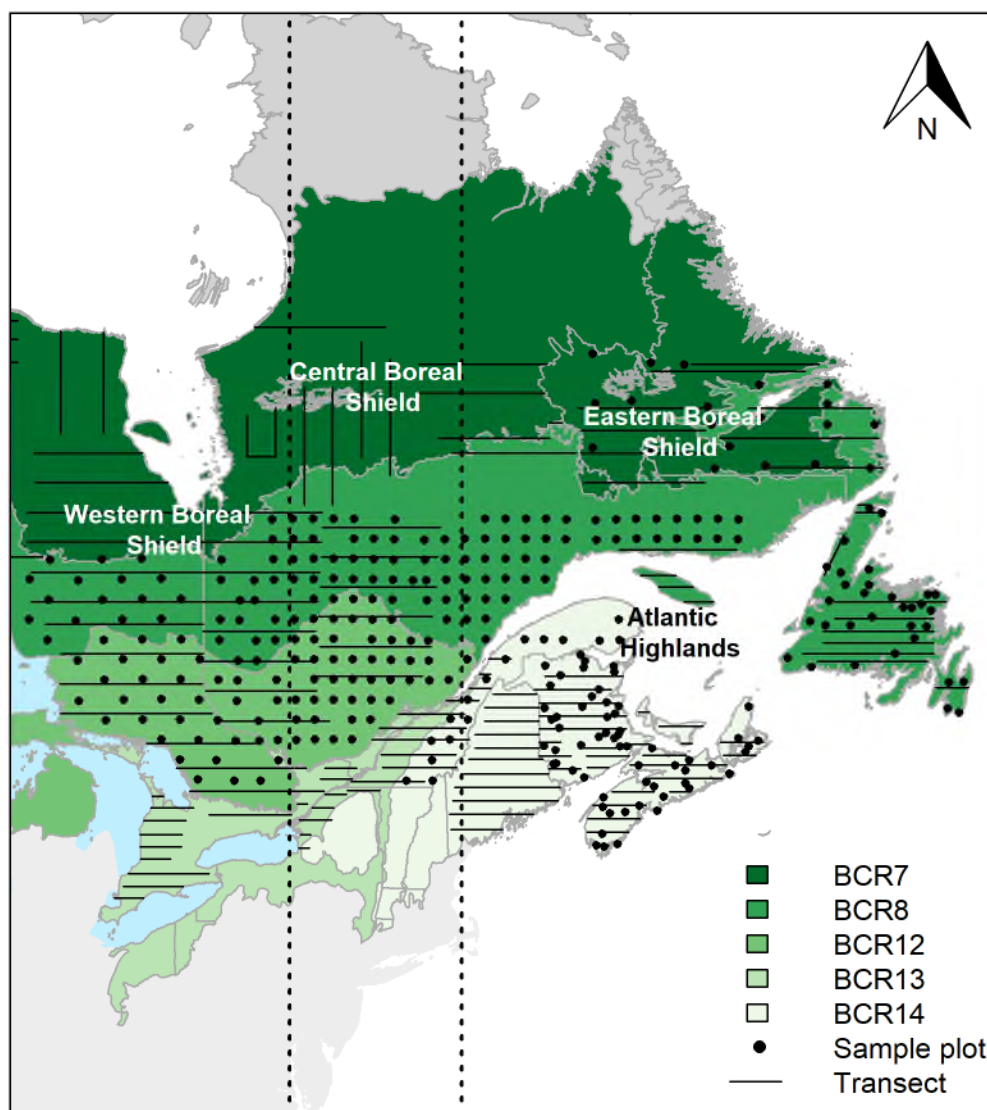 N
Central Boreal
Shield
Eastern Boreal
Shield
Western Boreal
Shield
Atlantic
Highlands
BCR7
BCR8
BCR12
BCR13
BCR14
Sample plot
Transect